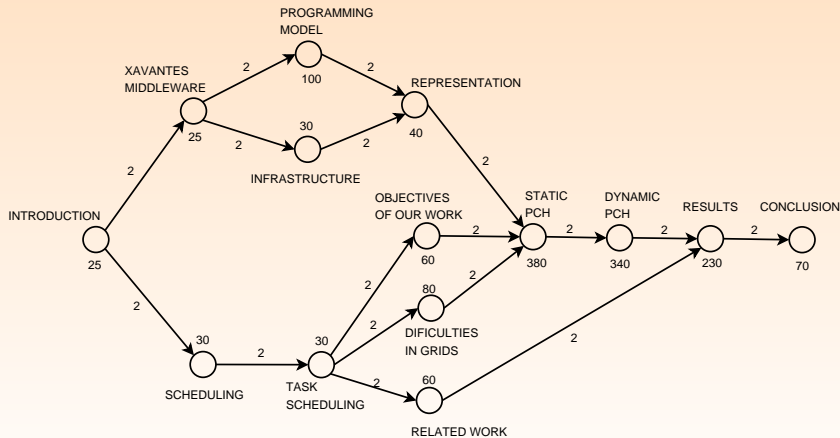 PROGRAMMING
MODEL
2
2
100
XAVANTES
MIDDLEWARE
25
2
2
30
INFRASTRUCTURE
REPRESENTATION
40
2
2
INTRODUCTION
25
2
30
SCHEDULING
2
30
TASK
SCHEDULING
2
2
2
OBJECTIVES
OF OUR WORK
60
2
80
DIFICULTIES
IN GRIDS
2
60
RELATED WORK
2
STATIC
PCH
380
2
DYNAMIC
PCH
340
2
RESULTS
230
2
CONCLUSION
70